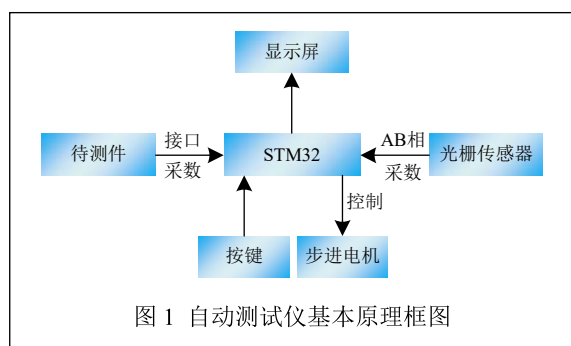 显示屏
待测件
接口
采数
STM32
AB相
采数
光栅传感器
控制
按键
步进电机
图 1 自动测试仪基本原理框图